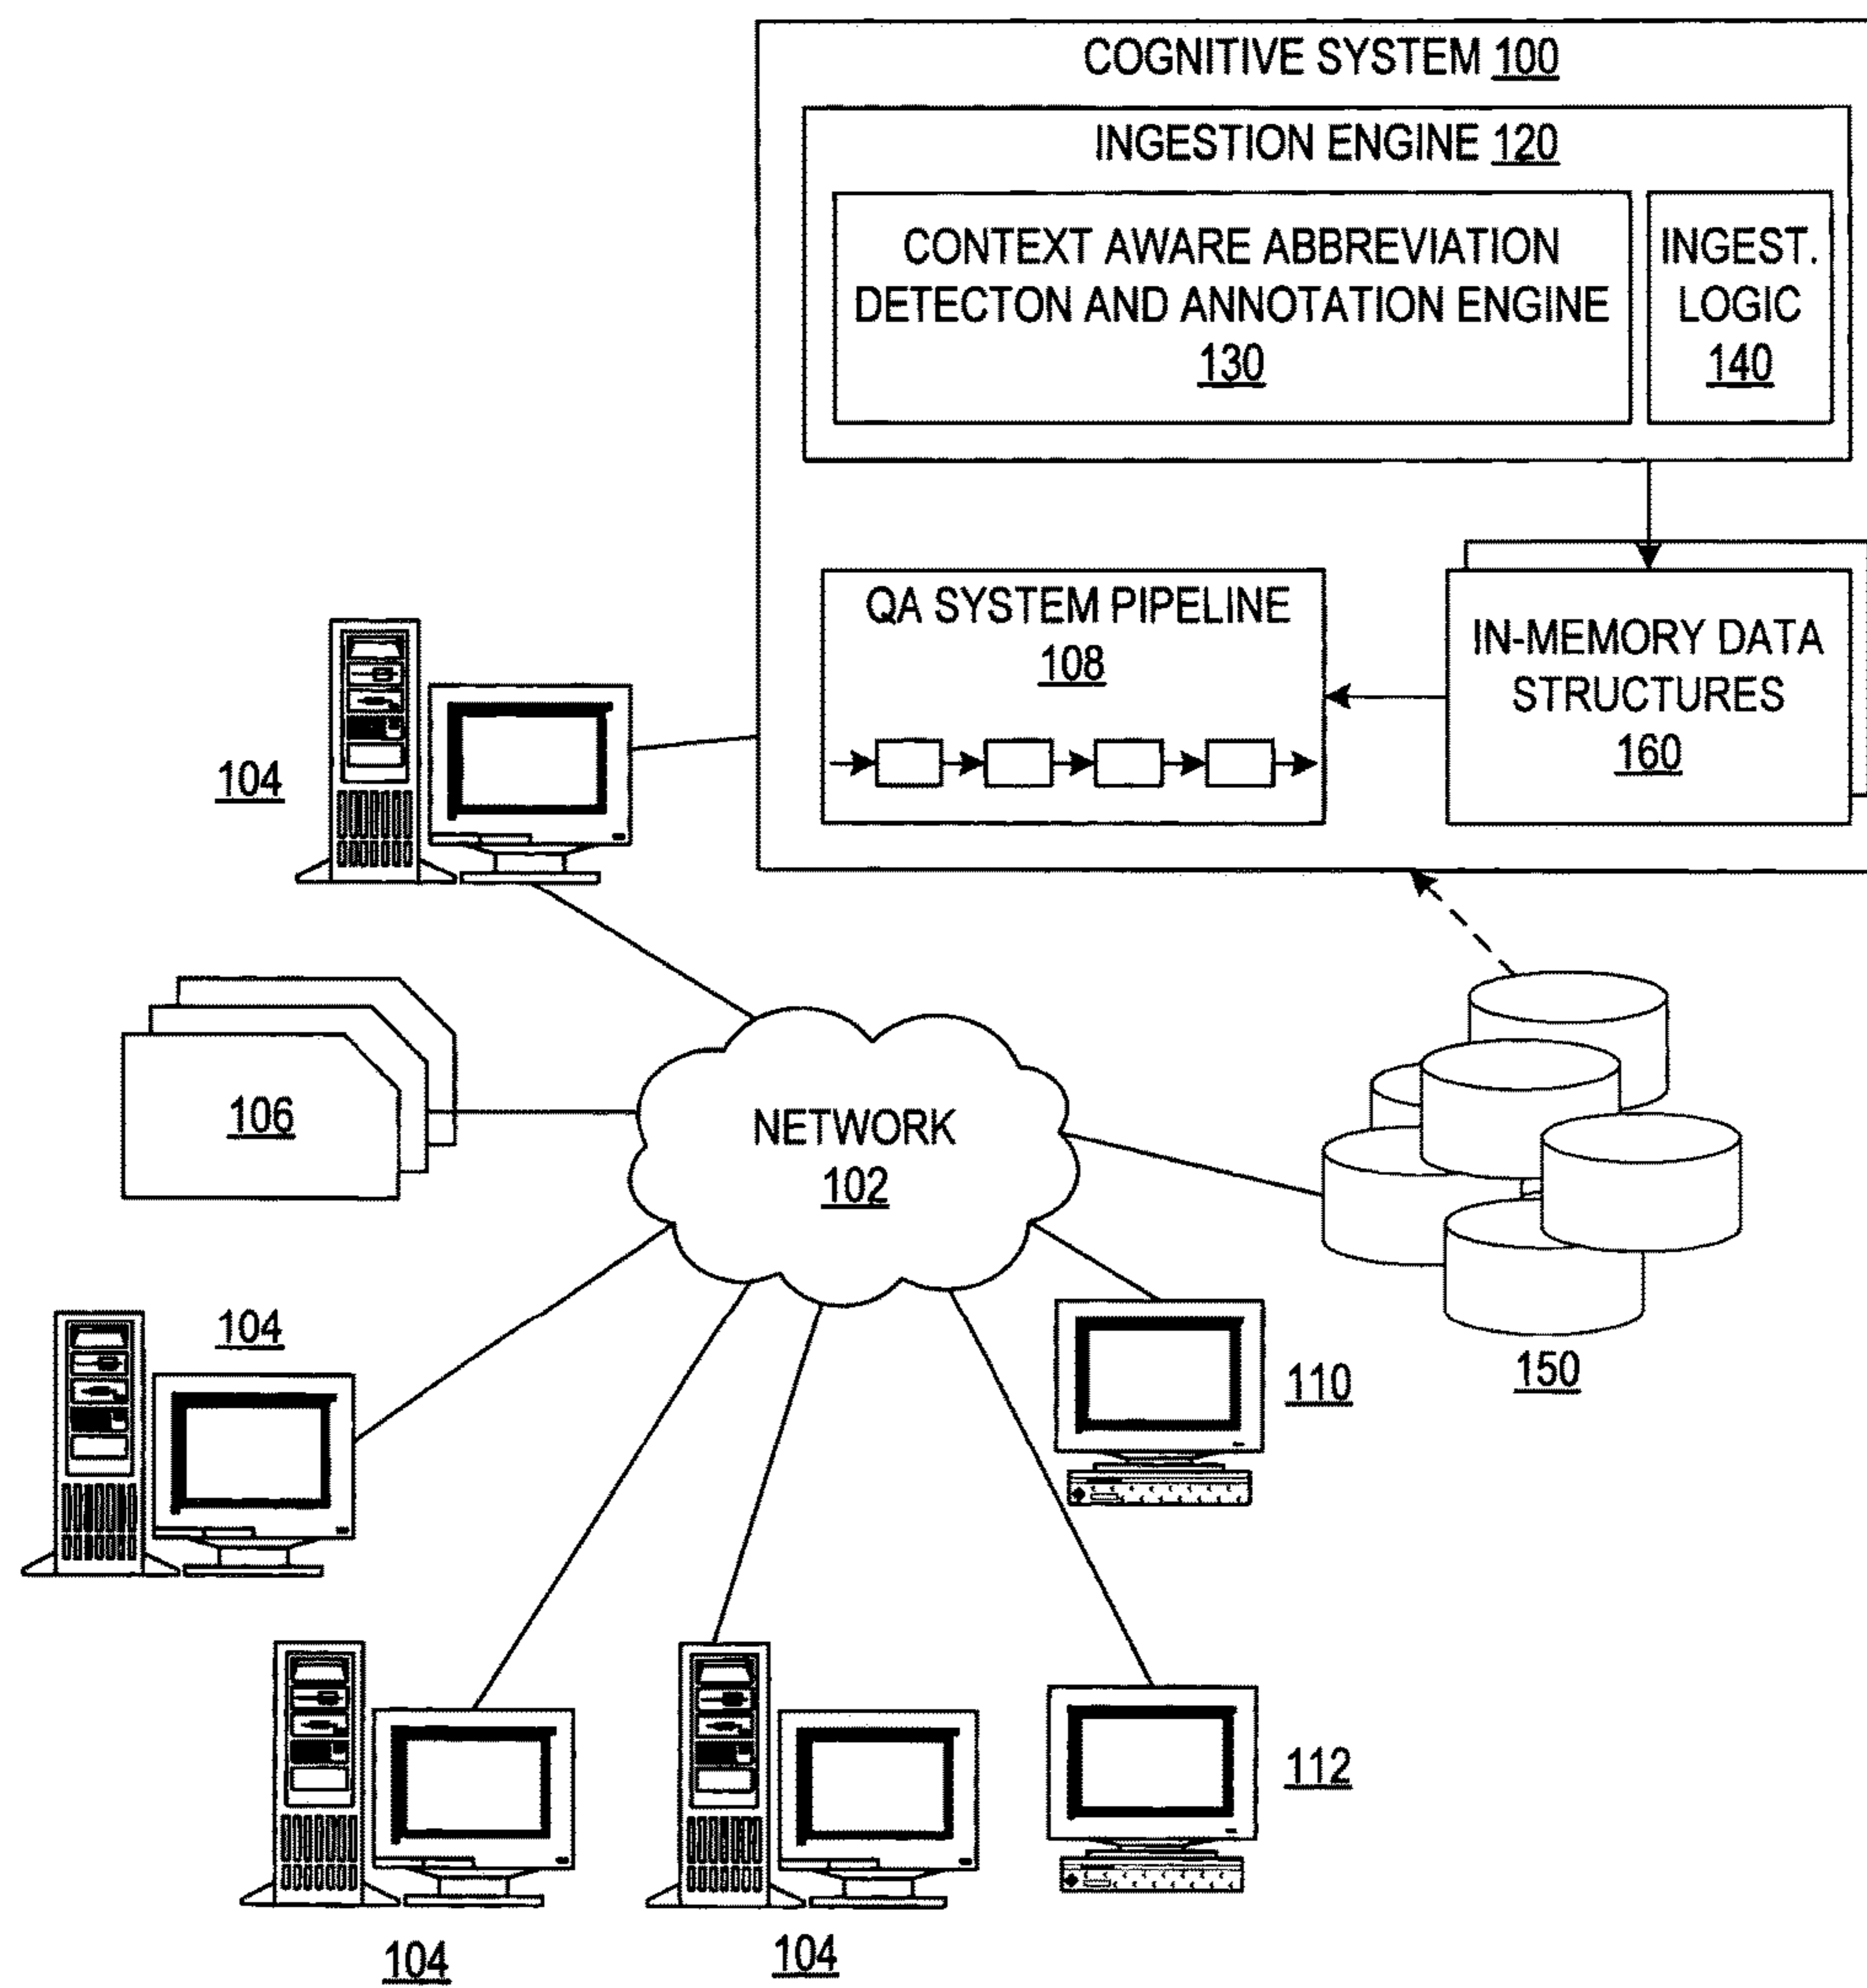 COGNITIVE SYSTEM 100
INGESTION ENGINE 120
CONTEXT AWARE ABBREVIATION
DETECTON AND ANNOTATION ENGINE
130
INGEST.
LOGIC
140
QA SYSTEM PIPELINE
108
IN-MEMORY DATA
STRUCTURES
160
104
106
NETWORK
102
104
110
150
112
104
104